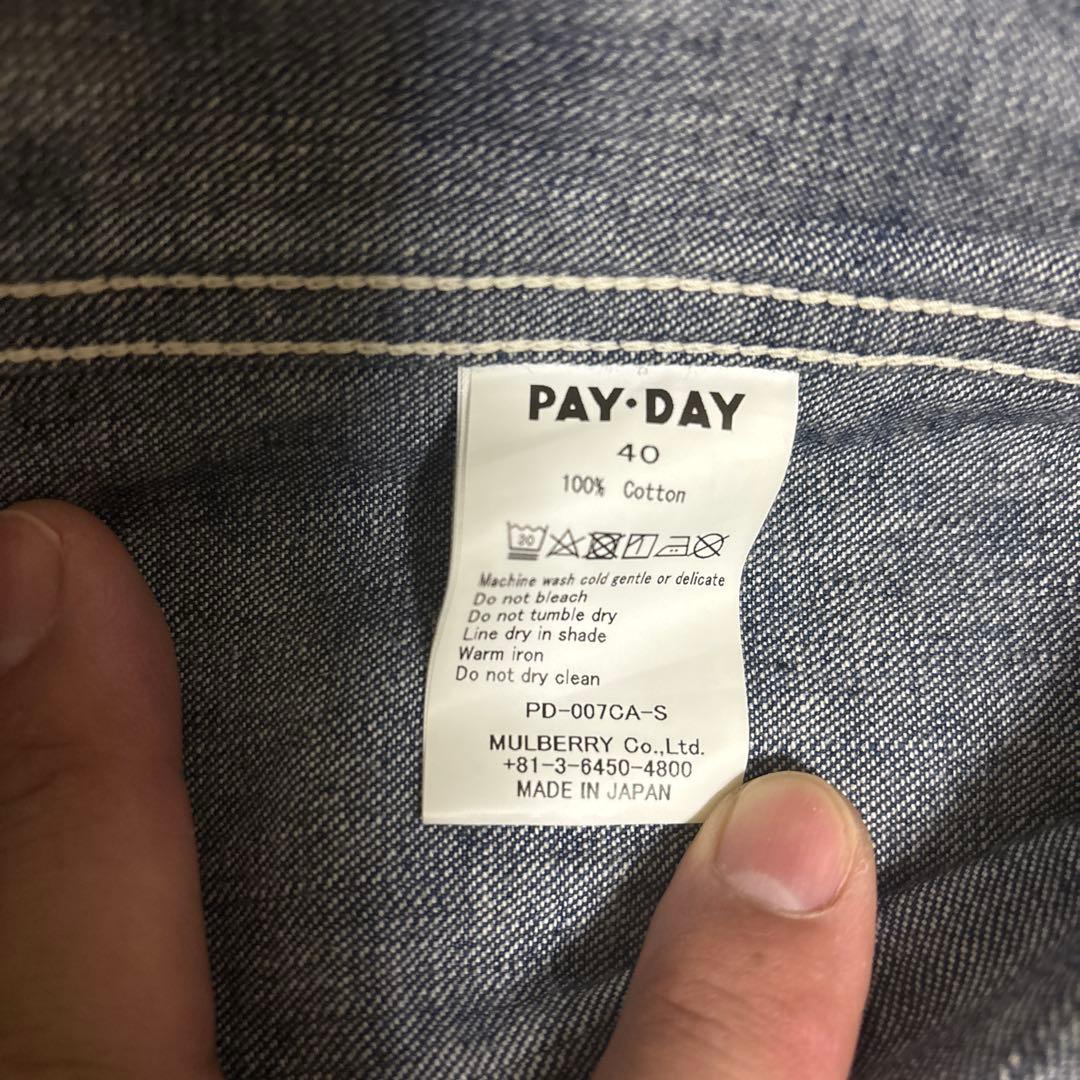 PAY·DAY
40
100% Cotton
30
Machine wash cold gentle or delicate
Do not bleach
Do not tumble dry
Line dry in shade
Warm iron
Do not dry clean
PD-007CA-S
MULBERRY Co.,Ltd.
+81-3-6450-4800
MADE IN JAPAN